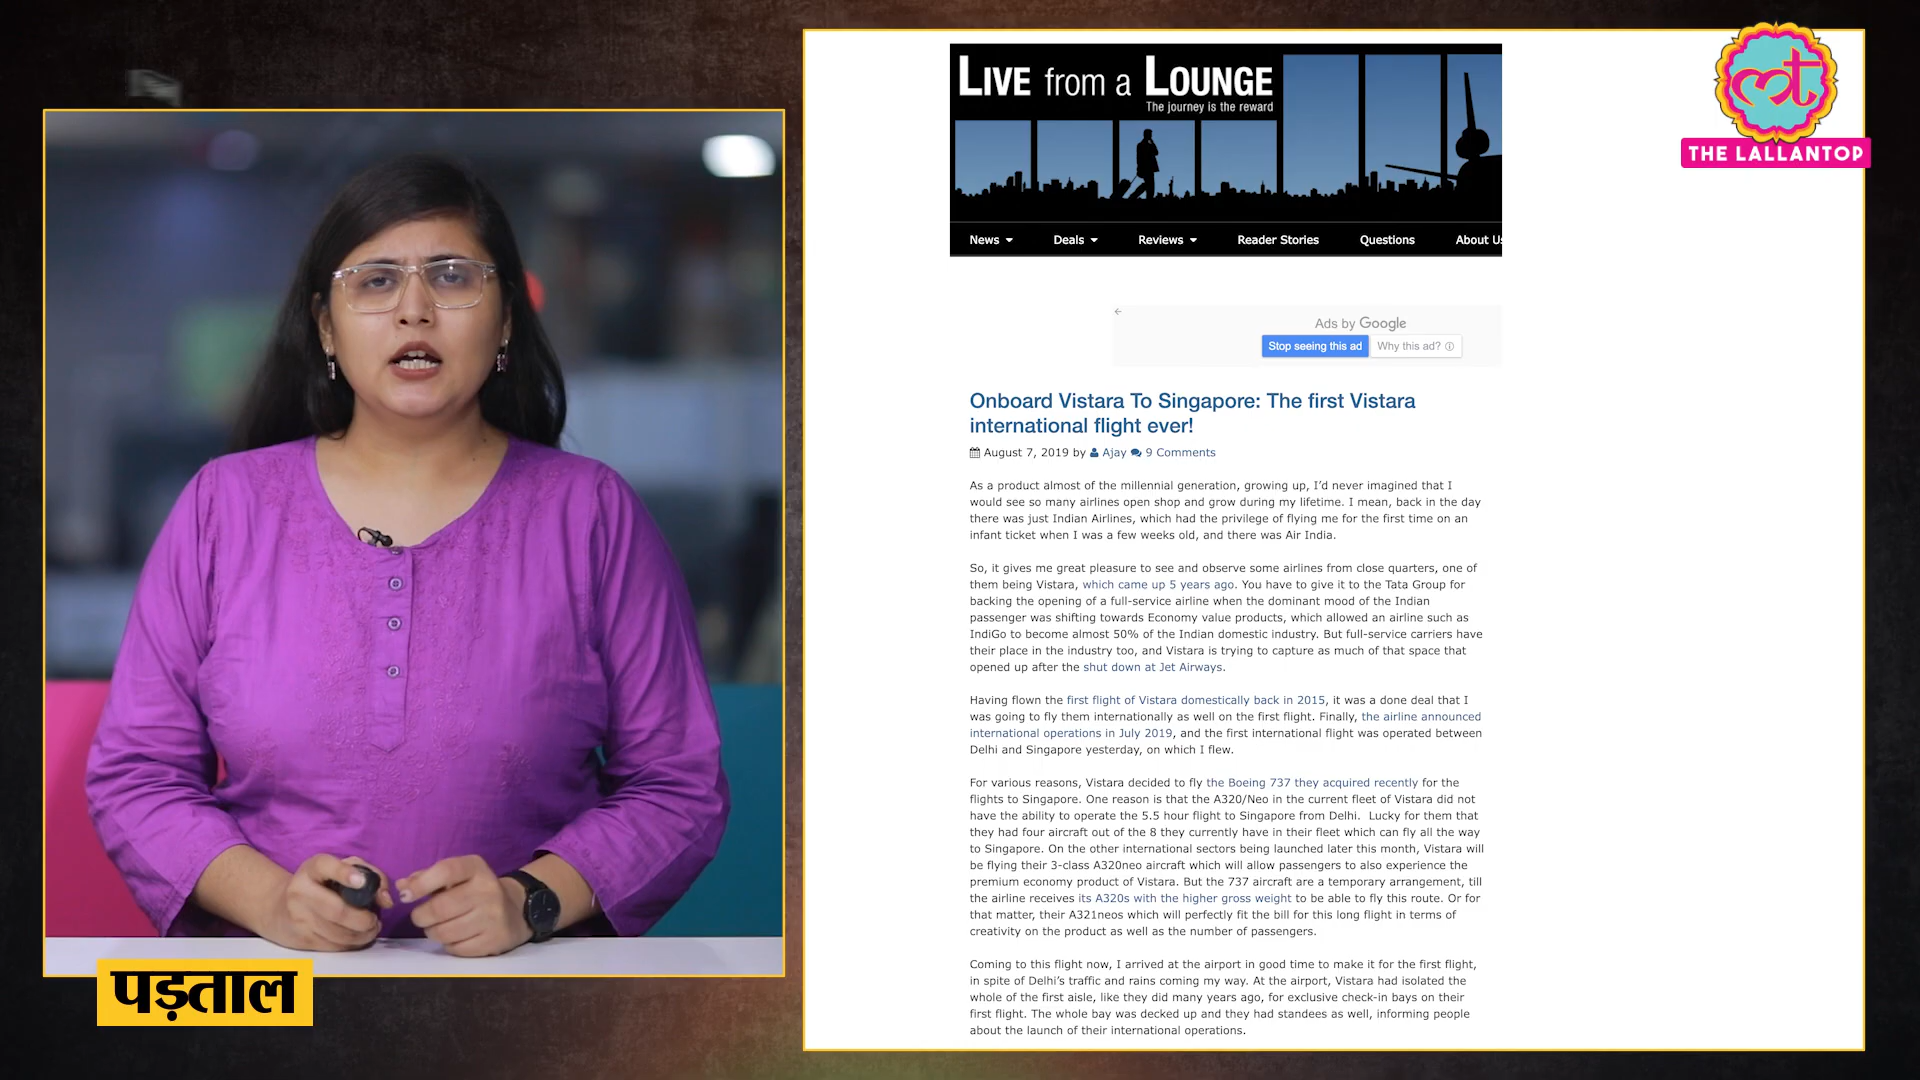 LIVE from a LOUNGE
The journey is the reward
THE LALLANTOP
News Deals Reviews Reader Stories Questions About Us
Ads by Google
Stop seeing this ad Why this ad?
Onboard Vistara To Singapore: The first Vistara
international flight ever!
August 7, 2019 by Ajay 9 Comments
As a product almost of the millennial generation, growing up, I’d never imagined that I
would see so many airlines open shop and grow during my lifetime. I mean, back in the day
there was just Indian Airlines, which had the privilege of flying me for the first time on an
infant ticket when I was a few weeks old, and there was Air India.
So, it gives me great pleasure to see and observe some airlines from close quarters, one of
them being Vistara, which came up 5 years ago. You have to give it to the Tata Group for
backing the opening of a full-service airline when the dominant mood of the Indian
passenger was shifting towards Economy value products, which allowed an airline such as
IndiGo to become almost 50% of the Indian domestic industry. But full-service carriers have
their place in the industry too, and Vistara is trying to capture as much of that space that
opened up after the shut down at Jet Airways.
Having flown the first flight of Vistara domestically back in 2015, it was a done deal that I
was going to fly them internationally as well on the first flight. Finally, the airline announced
international operations in July 2019, and the first international flight was operated between
Delhi and Singapore yesterday, on which I flew.
For various reasons, Vistara decided to fly the Boeing 737 they acquired recently for the
flights to Singapore. One reason is that the A320/Neo in the current fleet of Vistara did not
have the ability to operate the 5.5 hour flight to Singapore from Delhi. Lucky for them that
they had four aircraft out of the 8 they currently have in their fleet which can fly all the way
to Singapore. On the other international sectors being launched later this month, Vistara will
be flying their 3-class A320neo aircraft which will allow passengers to also experience the
premium economy product of Vistara. But the 737 aircraft are a temporary arrangement, till
the airline receives its A320s with the higher gross weight to be able to fly this route. Or for
that matter, their A321neos which will perfectly fit the bill for this long flight in terms of
creativity on the product as well as the number of passengers.
Coming to this flight now, I arrived at the airport in good time to make it for the first flight,
in spite of Delhi’s traffic and rains coming my way. At the airport, Vistara had isolated the
whole of the first aisle, like they did many years ago, for exclusive check-in bays on their
first flight. The whole bay was decked up and they had standees as well, informing people
about the launch of their international operations.
पड़ताल